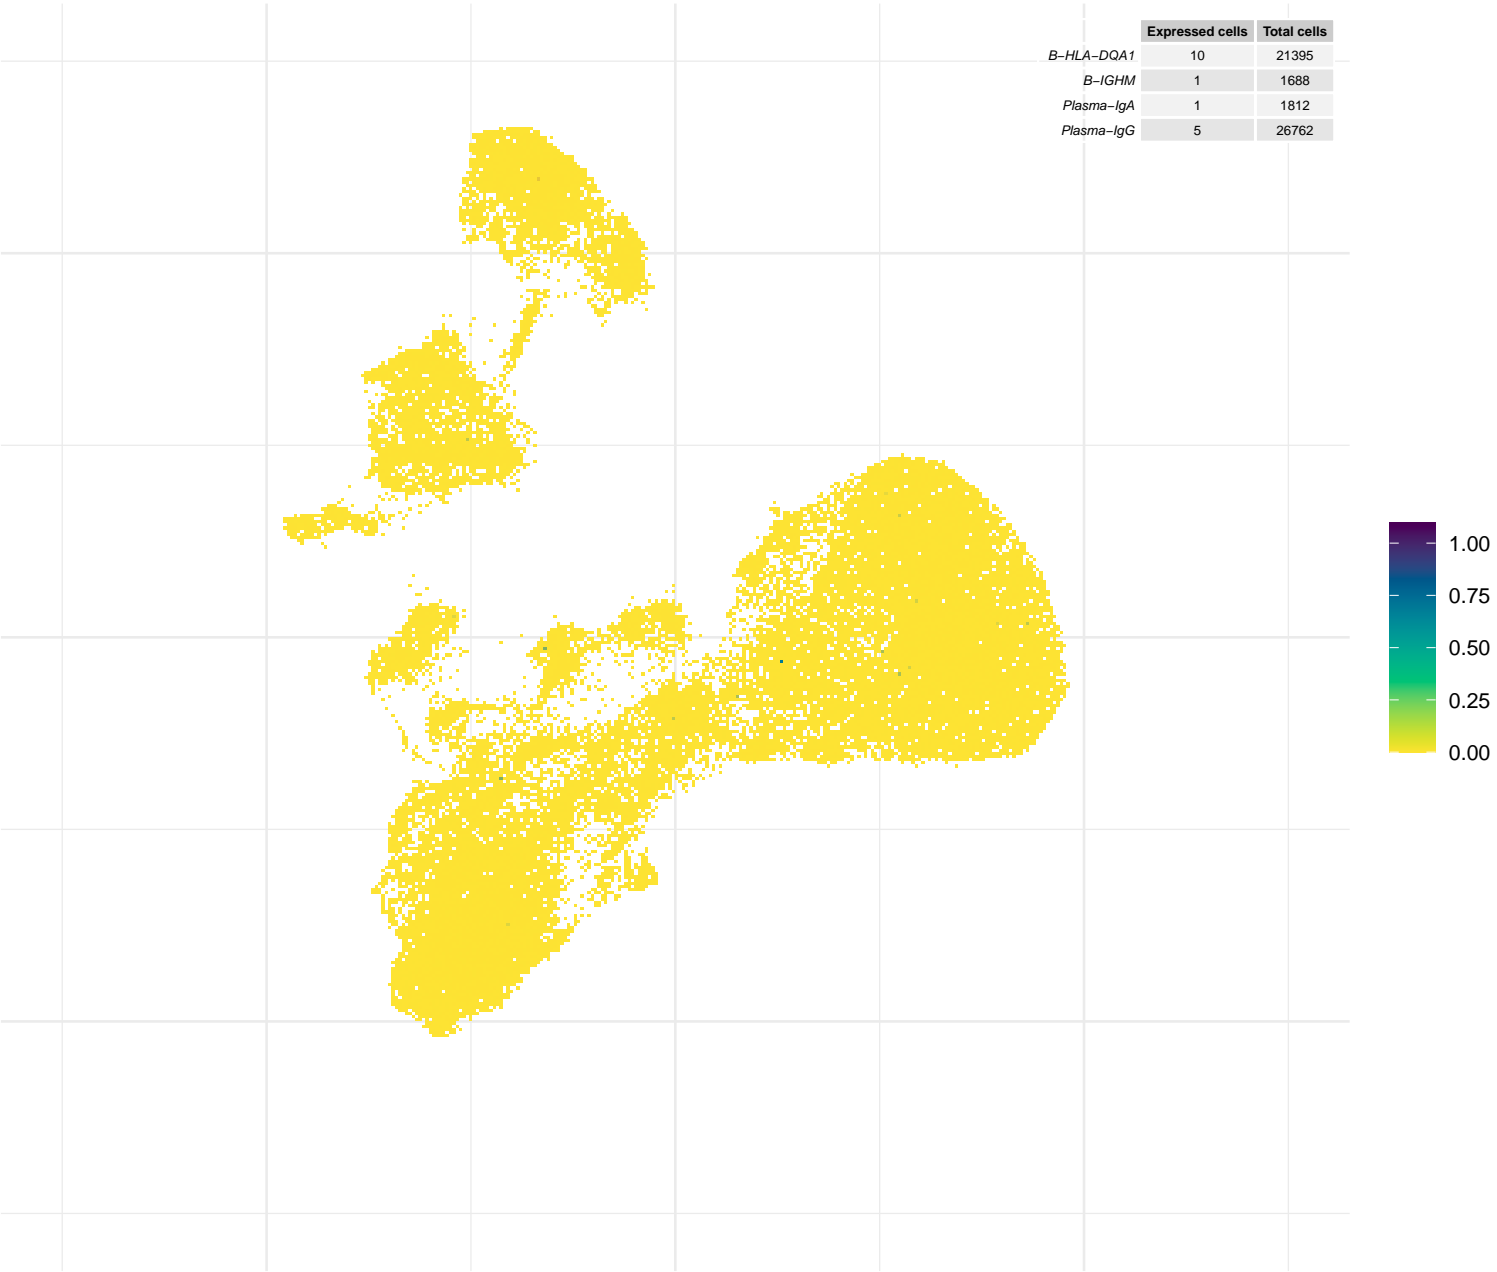 Expressed cells Total cells
B−HLA−DQA1 10 21395
B−IGHM 1 1688
Plasma−IgA 1 1812
Plasma−IgG 5 26762
1.00
0.75
0.50
0.25
0.00